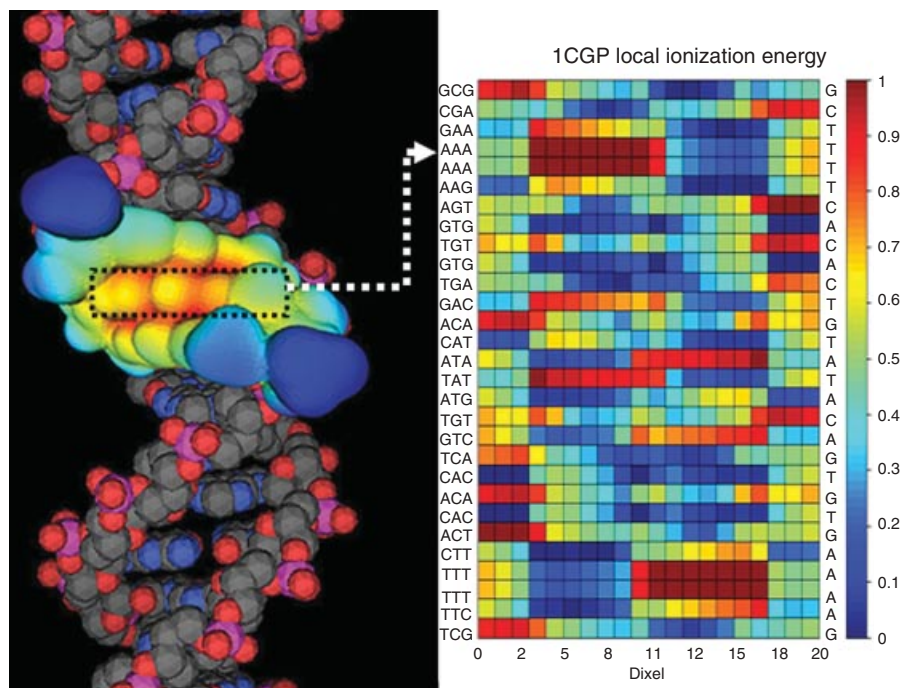 1CGP local ionization energy
GCG G
CGA C
GAA T
AAA T
AAA T
AAG T
AGT C
GTG A
TGT C
GTG A
TGA C
GAC T
ACA G
CAT T
ATA A
TAT T
ATG A
TGT C
GTC A
TCA G
CAC T
ACA G
CAC T
ACT G
CTT A
TTT A
TTT A
TTC A
TCG G
1
0.9
0.8
0.7
0.6
0.5
0.4
0.3
0.2
0.1
0
0 2 5 8 11 12 15 18 20
Dixel